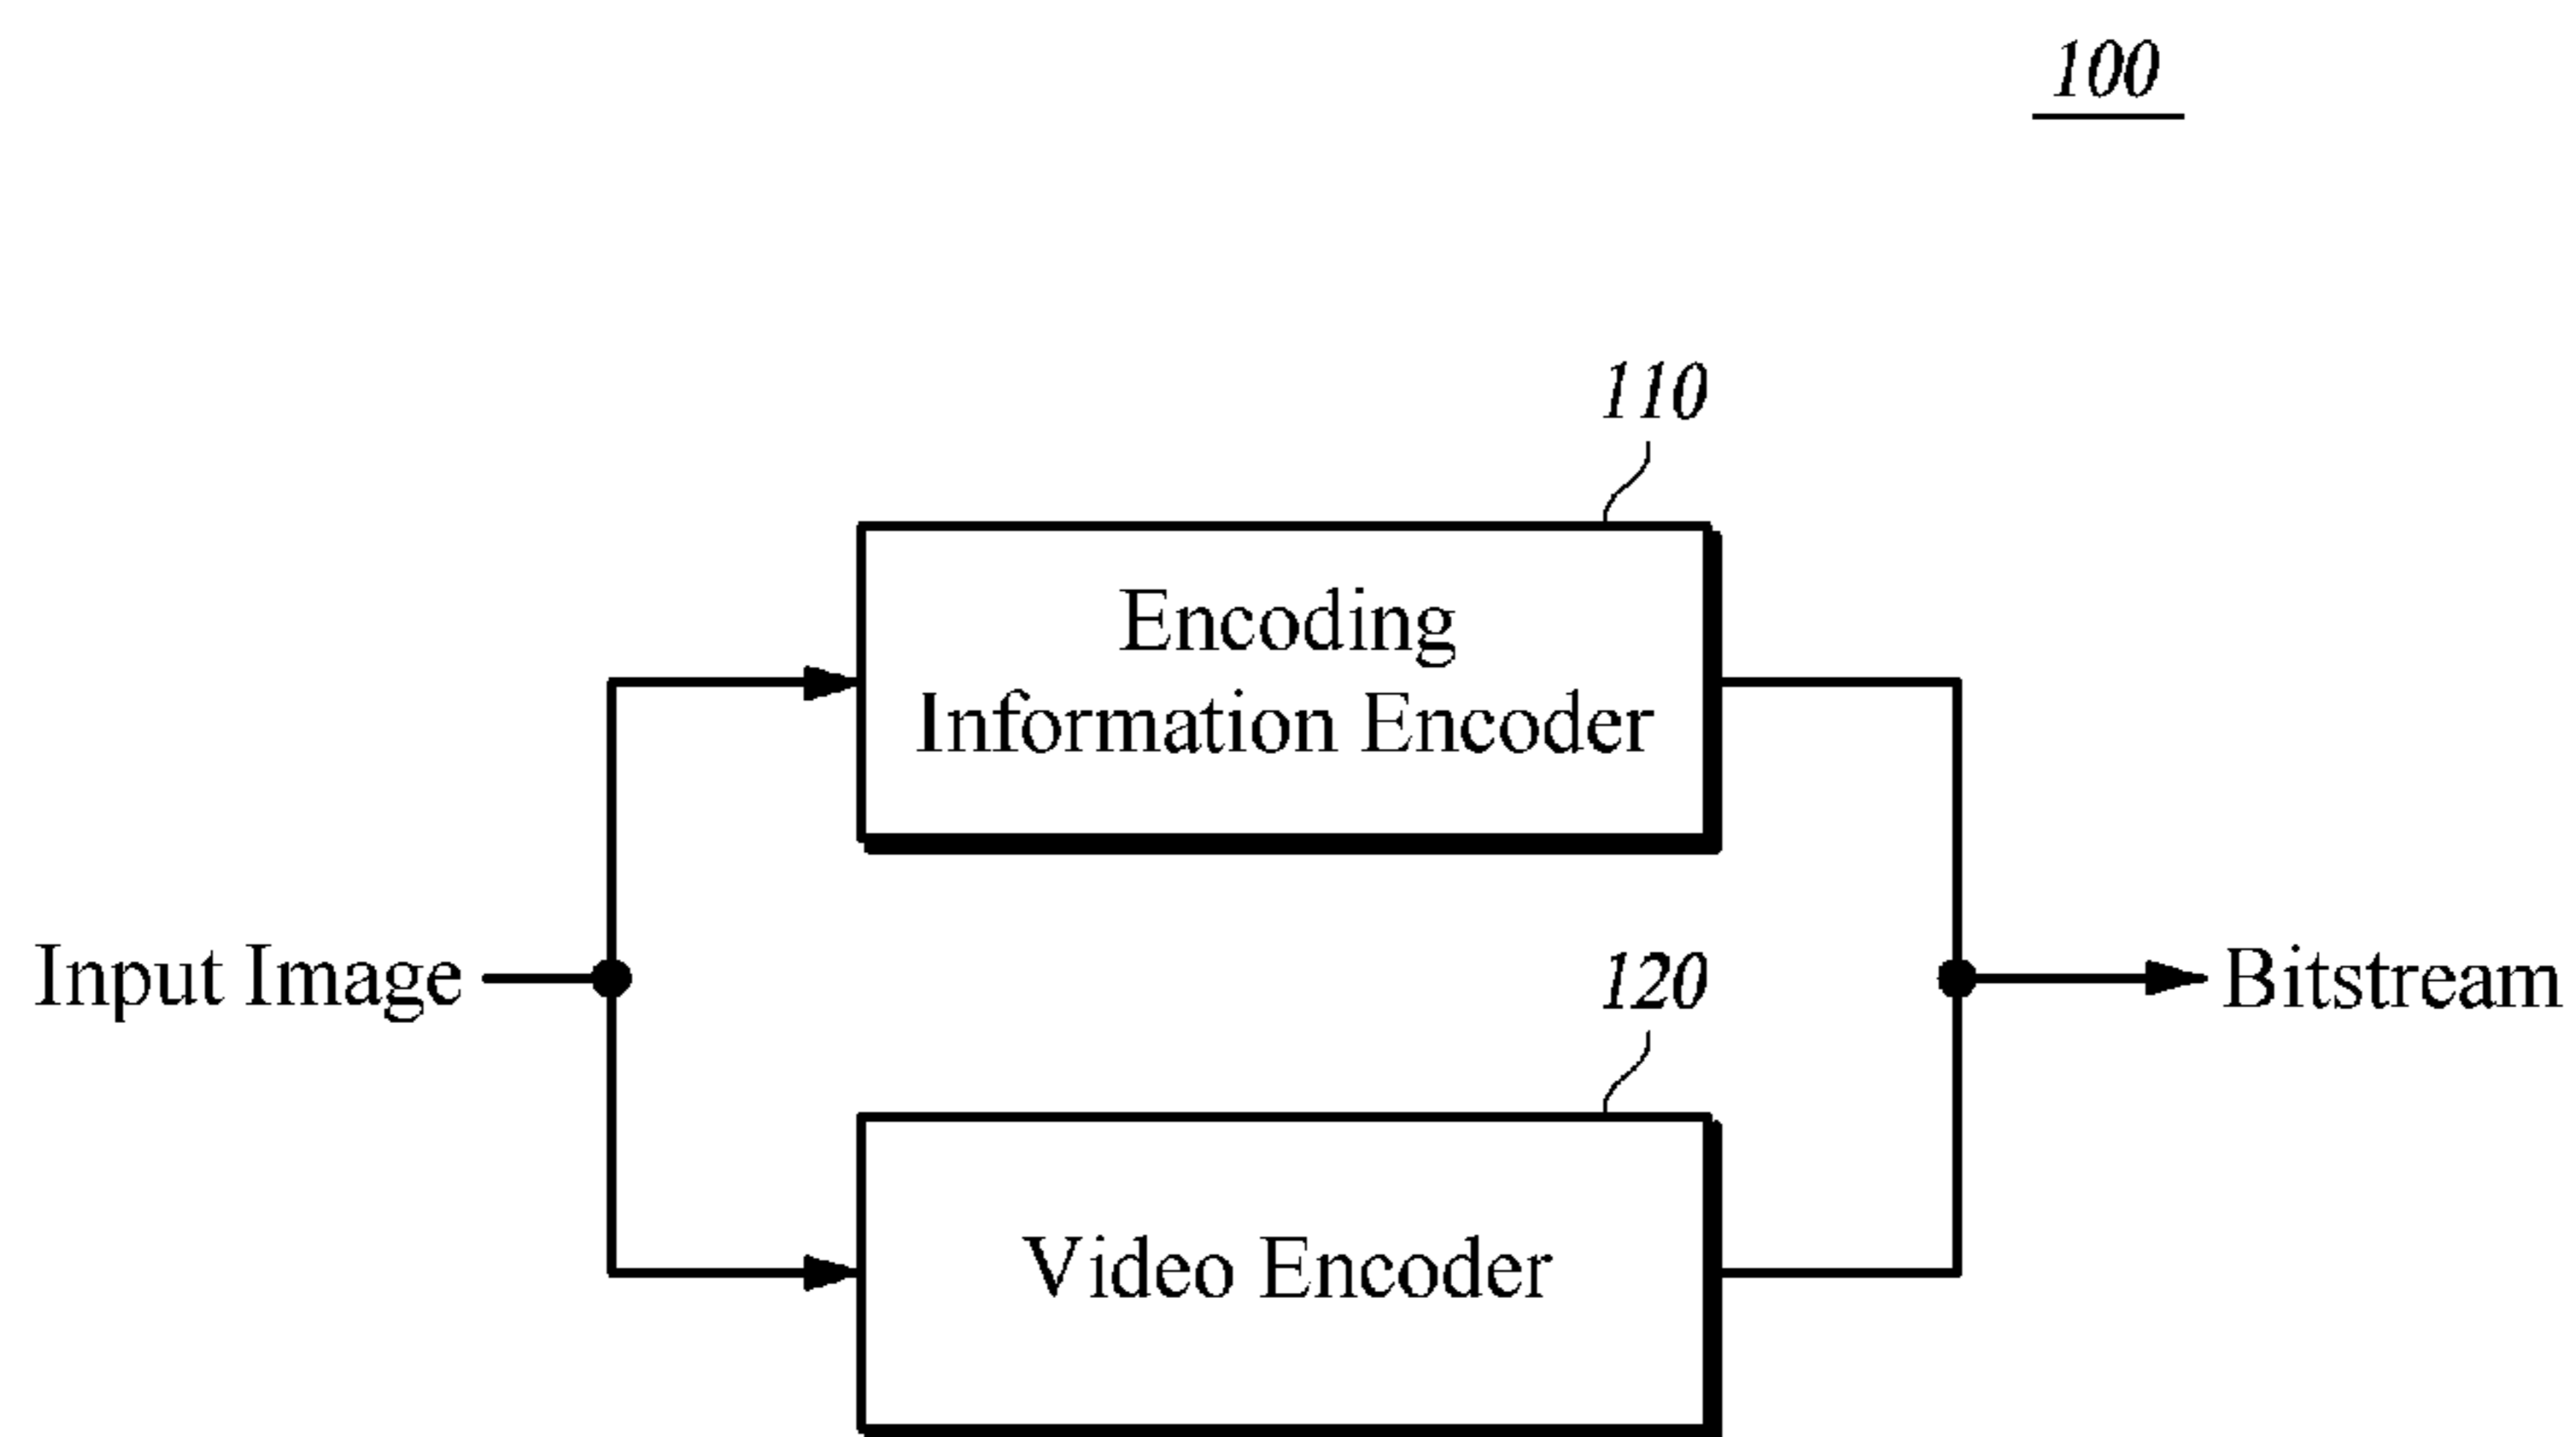 100
110
Encoding
Information Encoder
Input Image
120
Bitstream
Video Encoder